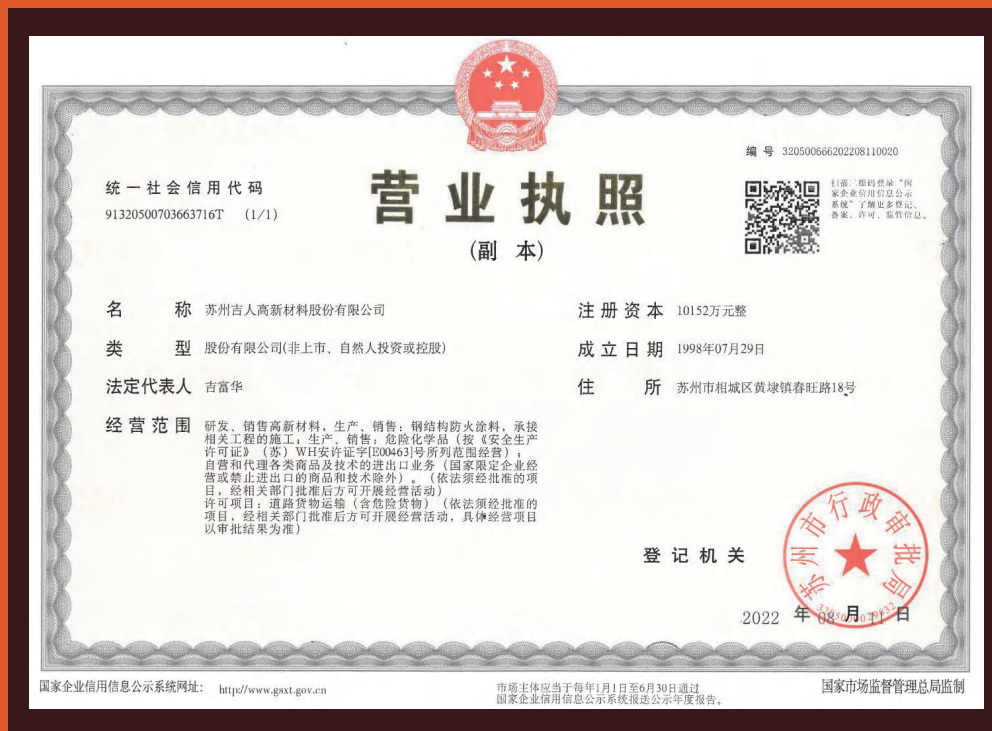 编 号 320500666202208110020
统一社会信用代码
91320500703663716T (1/1)
营业执照
(副 本)
扫描二维码登录“国
家企业信用信息公示
系统”了解更多登记、
备案、许可、监管信息。
名 称 苏州吉人高新材料股份有限公司
类 型 股份有限公司(非上市、自然人投资或控股)
法定代表人 吉富华
经营范围 研发、销售高新材料，生产、销售：钢结构防火涂料，承接
相关工程的施工；生产、销售：危险化学品（按《安全生产
许可证》（苏）WH安许证字[E00463]号所列范围经营）；
自营和代理各类商品及技术的进出口业务（国家限定企业经
营或禁止进出口的商品和技术除外）。（依法须经批准的项
目，经相关部门批准后方可开展经营活动）
许可项目：道路货物运输（含危险货物）（依法须经批准的
项目，经相关部门批准后方可开展经营活动，具体经营项目
以审批结果为准）
注册资本 10152万元整
成立日期 1998年07月29日
住 所 苏州市相城区黄埭镇春旺路18号
登记机关
苏州市行政审批局
2022 年 08 月 11 日
国家企业信用信息公示系统网址： http://www.gsxt.gov.cn
市场主体应当于每年1月1日至6月30日通过
国家企业信用信息公示系统报送公示年度报告。
国家市场监督管理总局监制